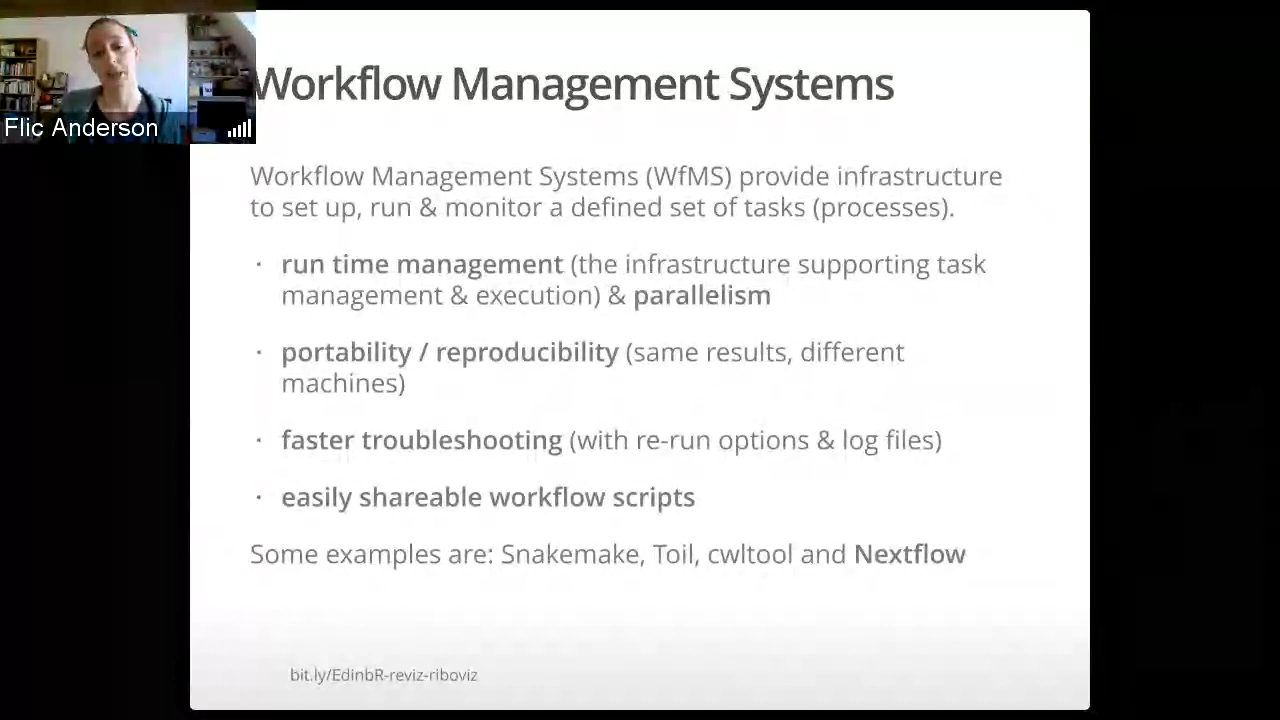 Workflow Management Systems
Flic Anderson
Workflow Management Systems (WfMS) provide infrastructure
to set up, run & monitor a defined set of tasks (processes).
· run time management (the infrastructure supporting task
management & execution) & parallelism
· portability / reproducibility (same results, different
machines)
· faster troubleshooting (with re-run options & log files)
· easily shareable workflow scripts
Some examples are: Snakemake, Toil, cwltool and Nextflow
bit.ly/EdinbR-reviz-riboviz